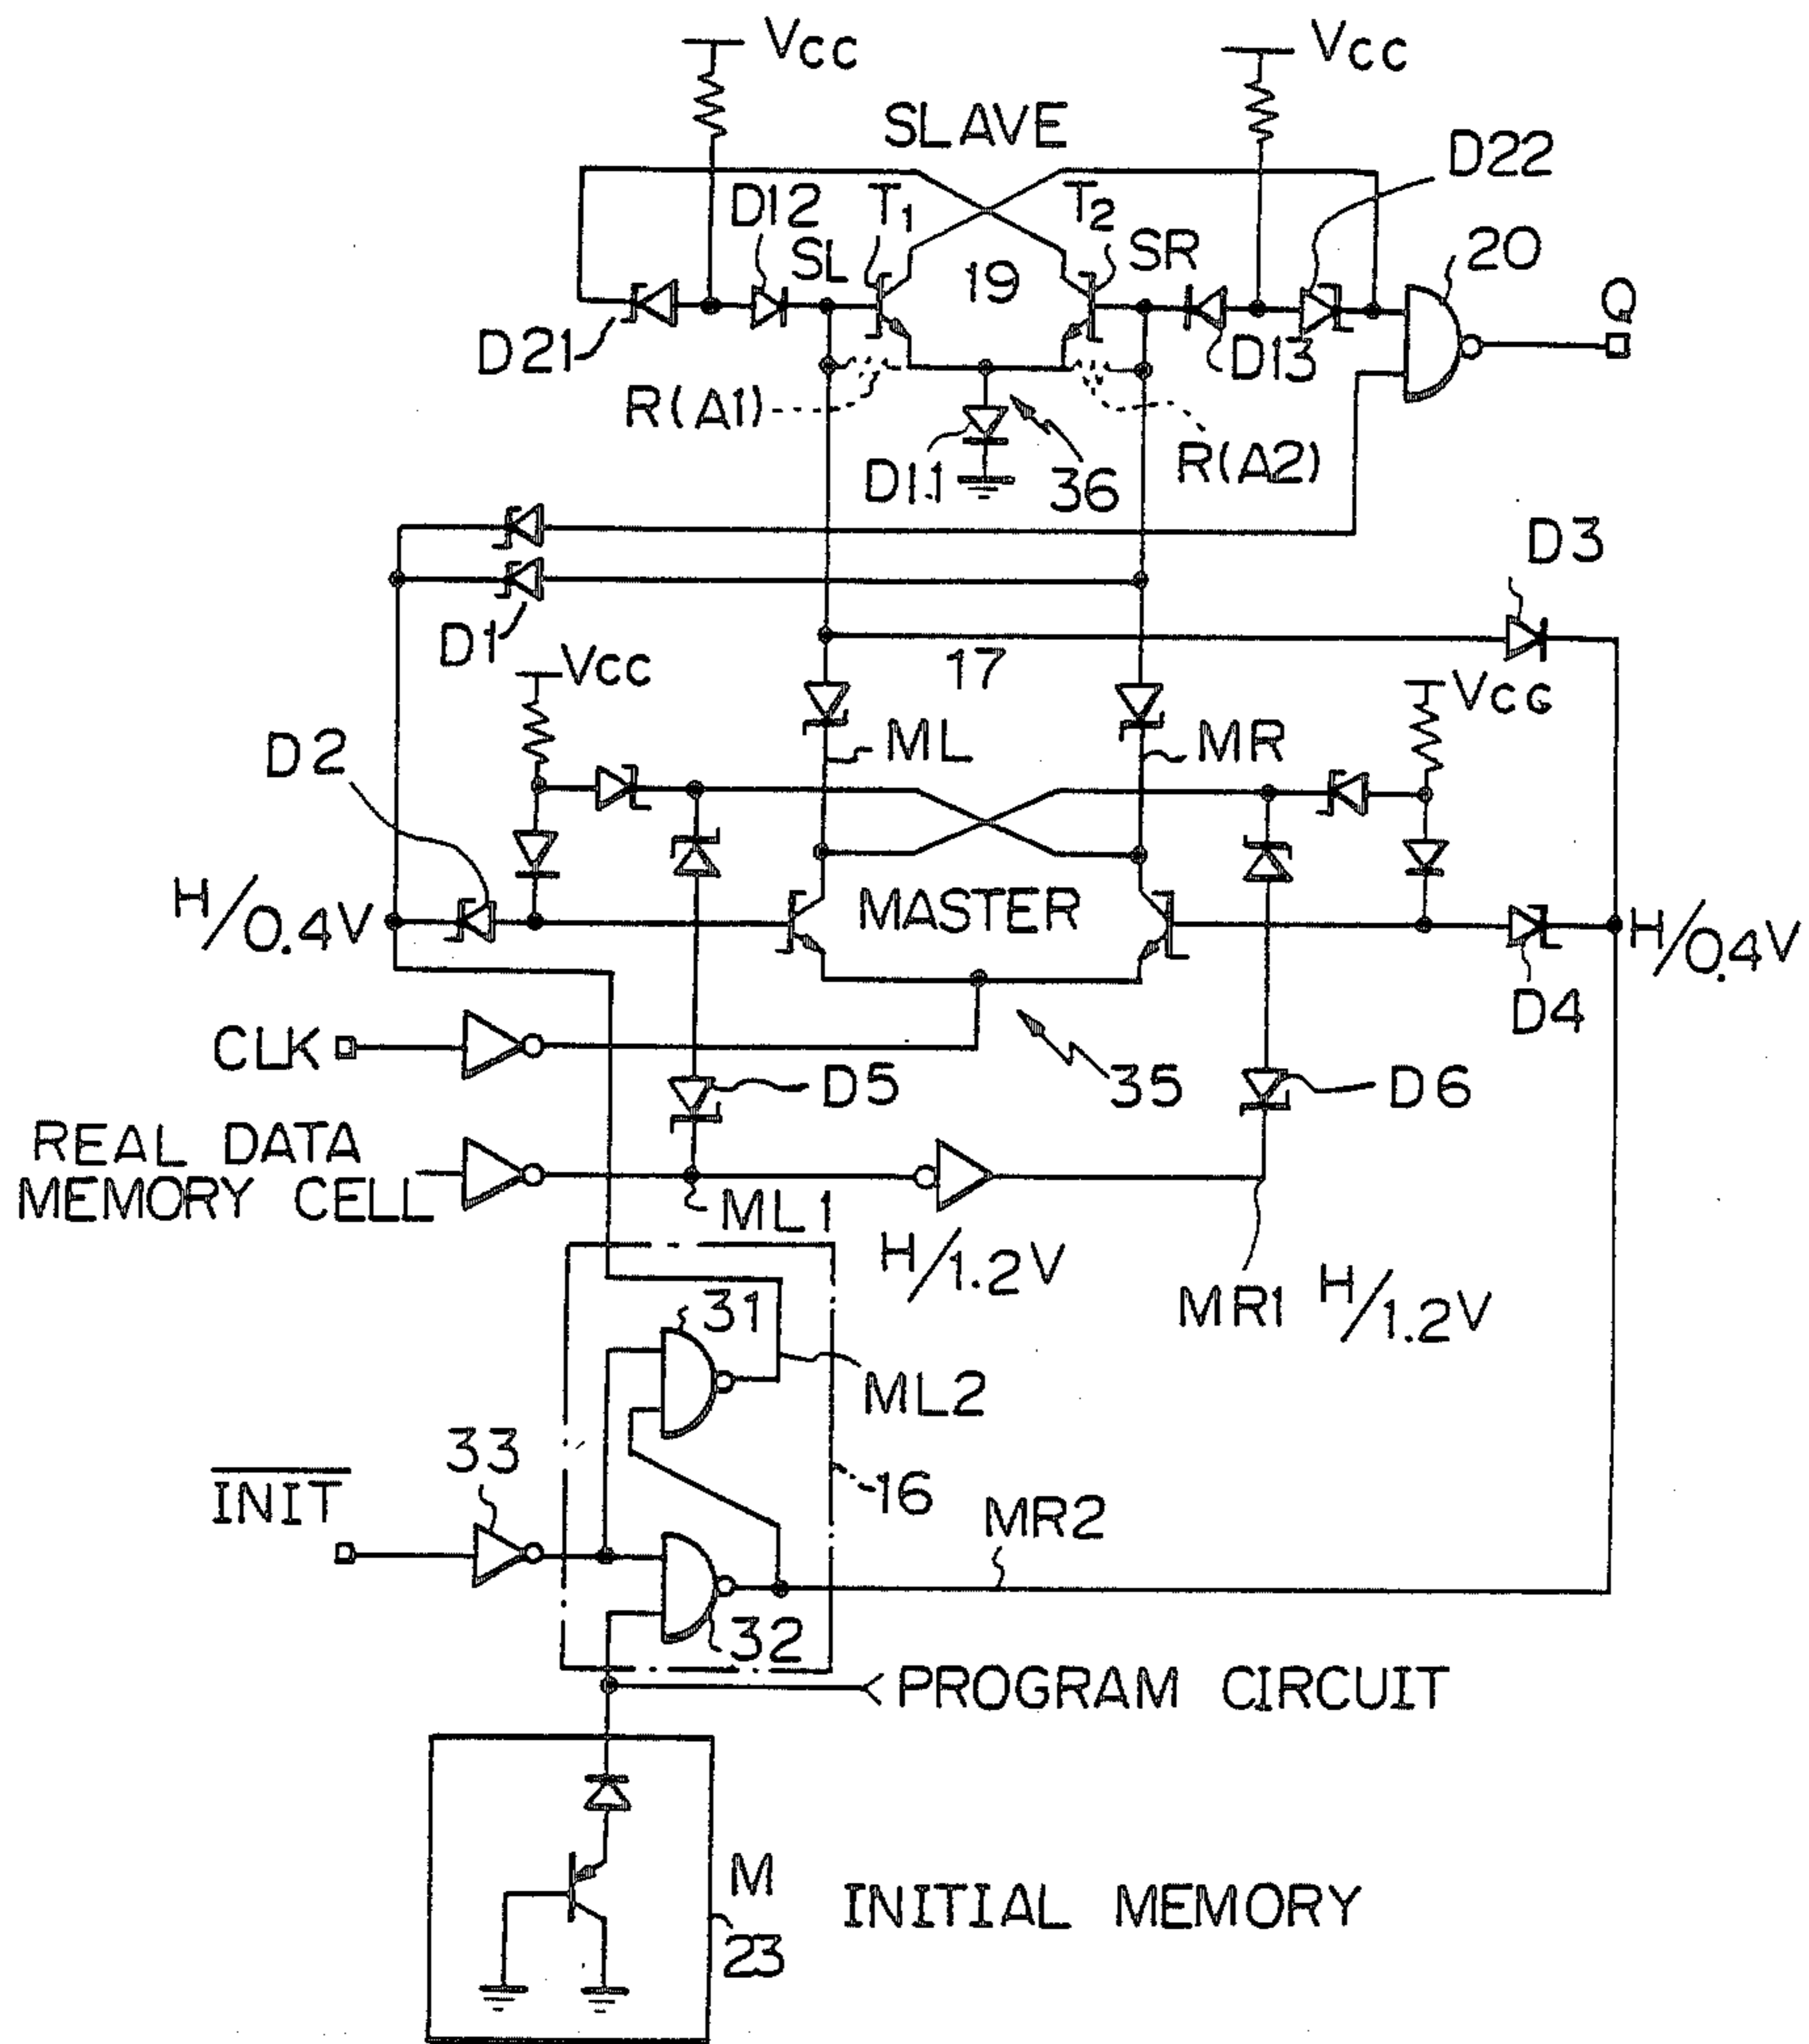 VCC
VCC
SLAVE
D22
D12
T1
T2
SL
SR
20
19
Q
D21
D13
R(A1)
R(A2)
D11
36
D3
D1
VCC
17
VCG
D2
ML
MR
H/0.4V
MASTER
H/0.4V
D4
CLK
D5
35
D6
REAL DATA
MEMORY CELL
ML1
H/1.2V
MR1
H/1.2V
31
ML2
33
INIT
16
MR2
32
PROGRAM CIRCUIT
M
INITIAL MEMORY
23